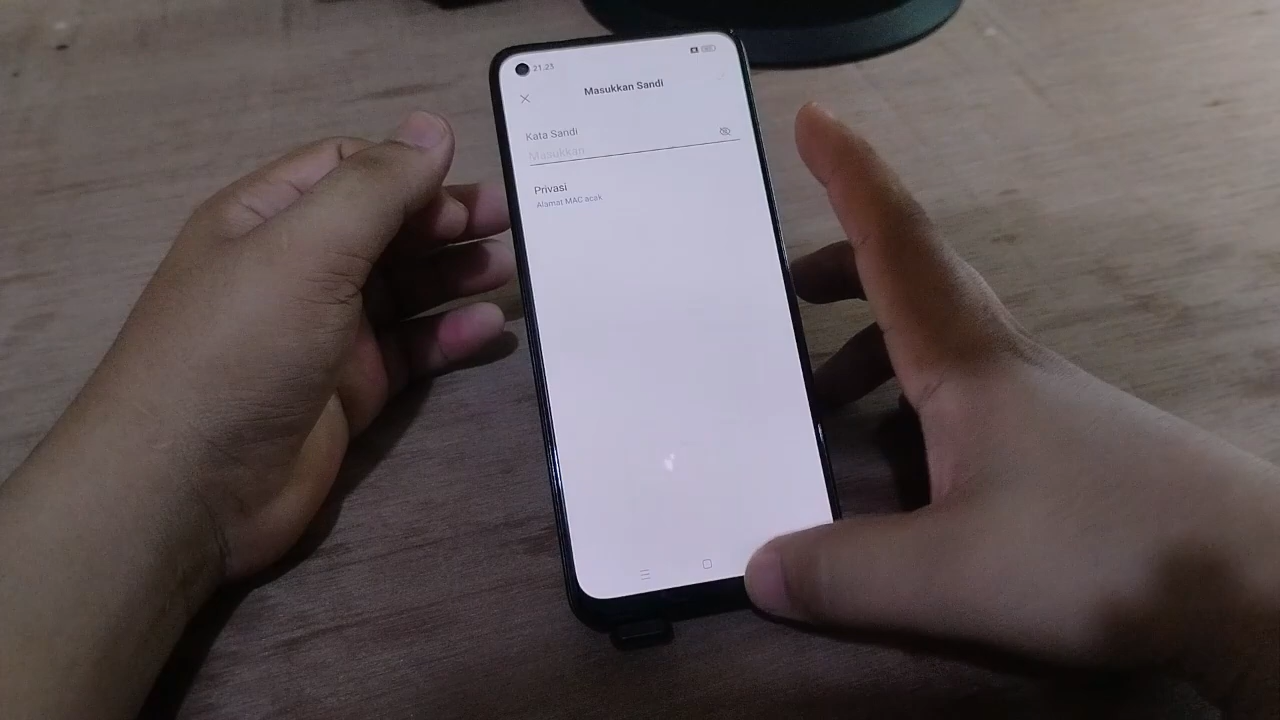 21.23
Masukkan Sandi
Kata Sandi
Masukkan
Privasi
Alamat MAC acak